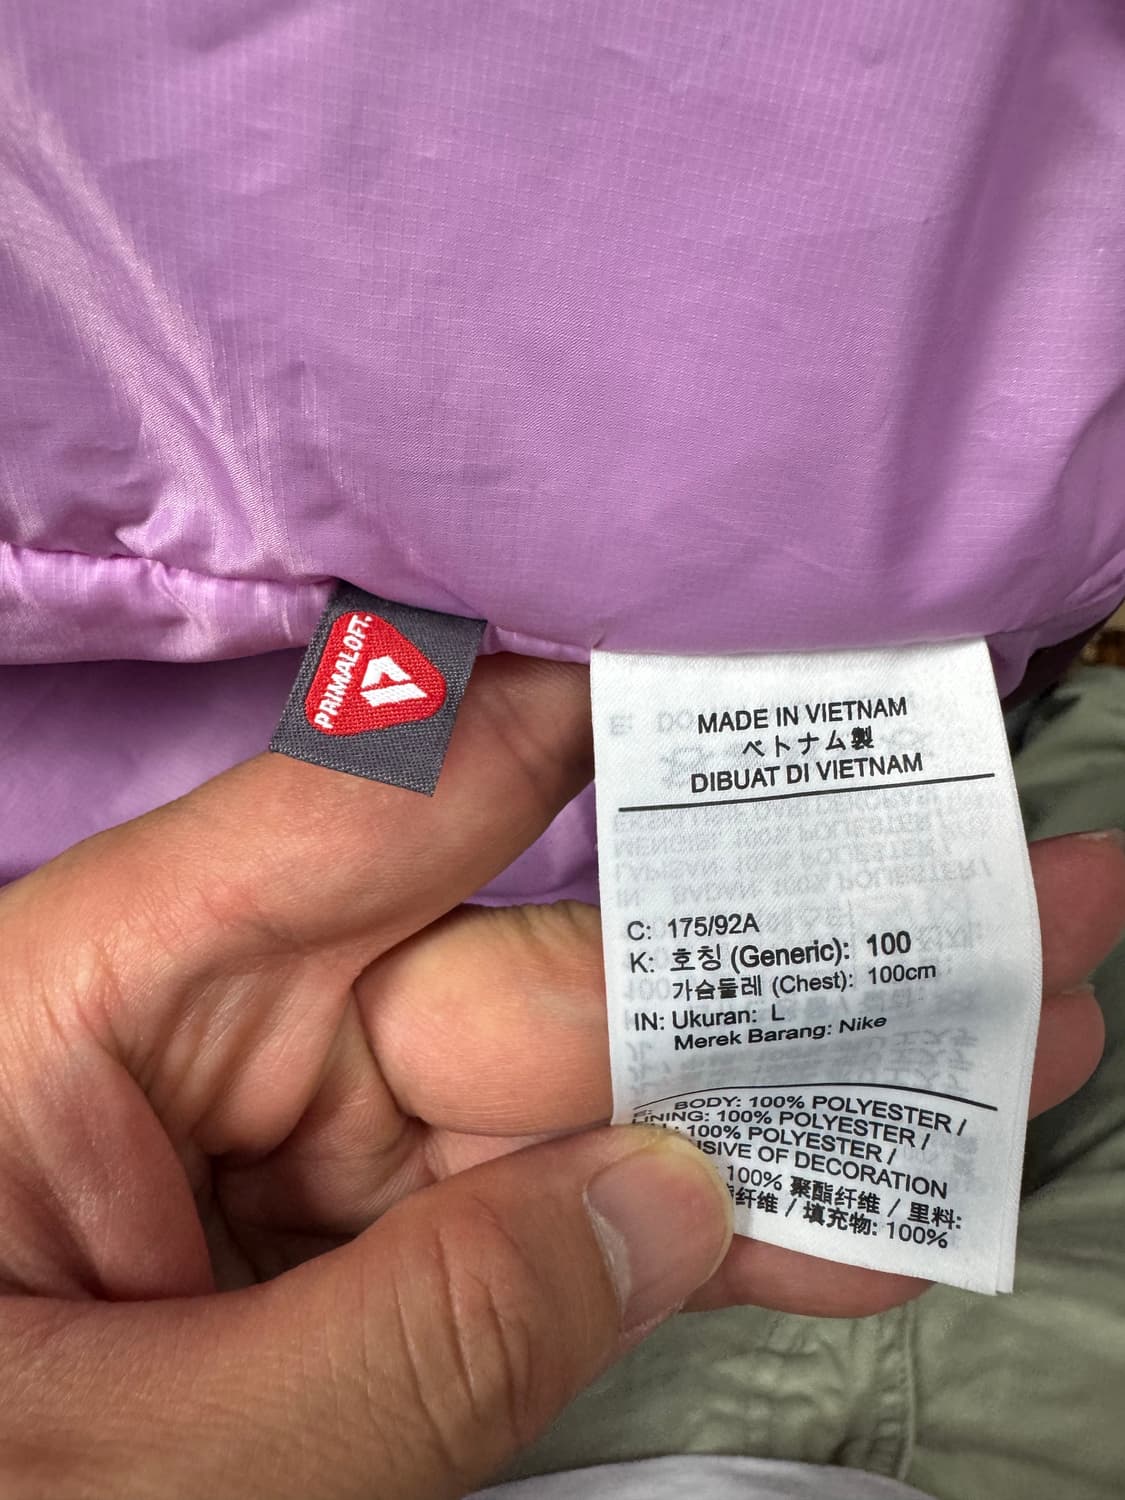 PRIMALOFT.
MADE IN VIETNAM
ベトナム製
DIBUAT DI VIETNAM
C: 175/92A
K: 호칭 (Generic): 100
가슴둘레 (Chest): 100cm
IN: Ukuran: L
Merek Barang: Nike
BODY: 100% POLYESTER /
LINING: 100% POLYESTER /
100% POLYESTER /
OF DECORATION
100% 聚酯纤维 / 里料:
纤维 / 填充物: 100%